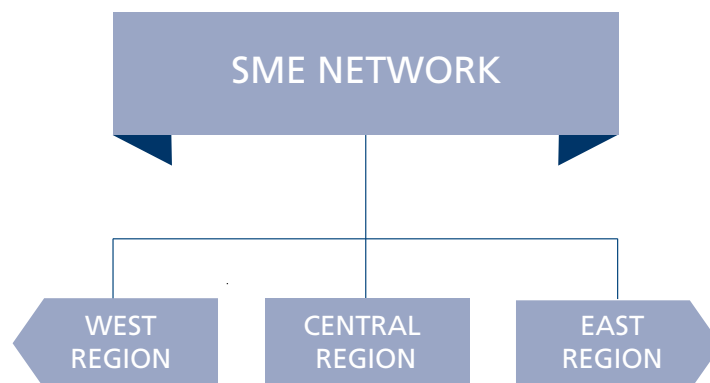 SME NETWORK
WEST
REGION
CENTRAL
REGION
EAST
REGION